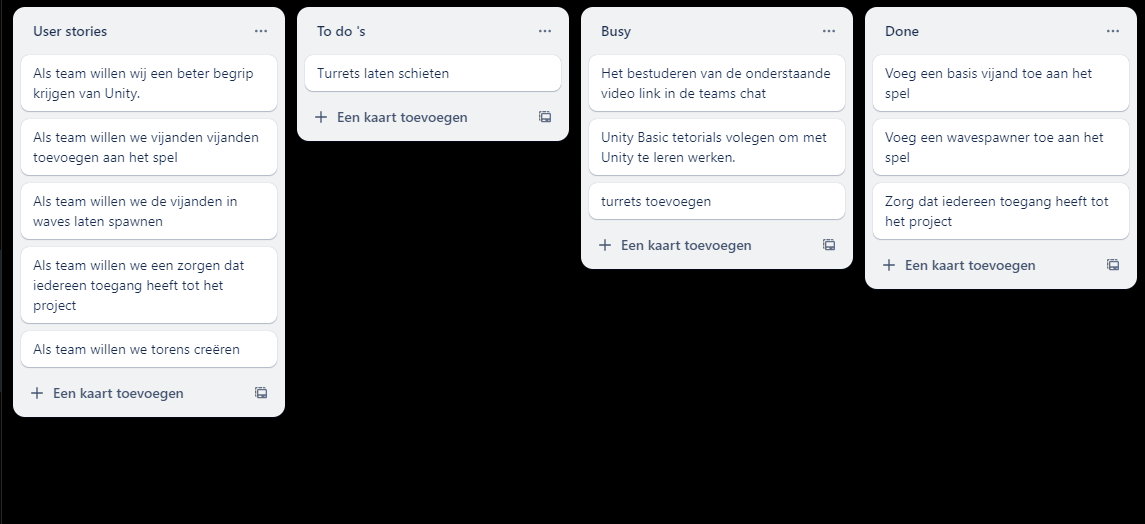 User stories
Als team willen wij een beter begrip
krijgen van Unity.
Als team willen we vijanden vijanden
toevoegen aan het spel
Als team willen we de vijanden in
waves laten spawnen
Als team willen we een zorgen dat
iedereen toegang heeft tot het
project
Als team willen we torens creëren
Een kaart toevoegen
To do 's
Turrets laten schieten
Een kaart toevoegen
Busy
Het bestuderen van de onderstaande
video link in de teams chat
Unity Basic tetorials volegen om met
Unity te leren werken.
turrets toevoegen
Een kaart toevoegen
Done
Voeg een basis vijand toe aan het
spel
Voeg een wavespawner toe aan het
spel
Zorg dat iedereen toegang heeft tot
het project
Een kaart toevoegen